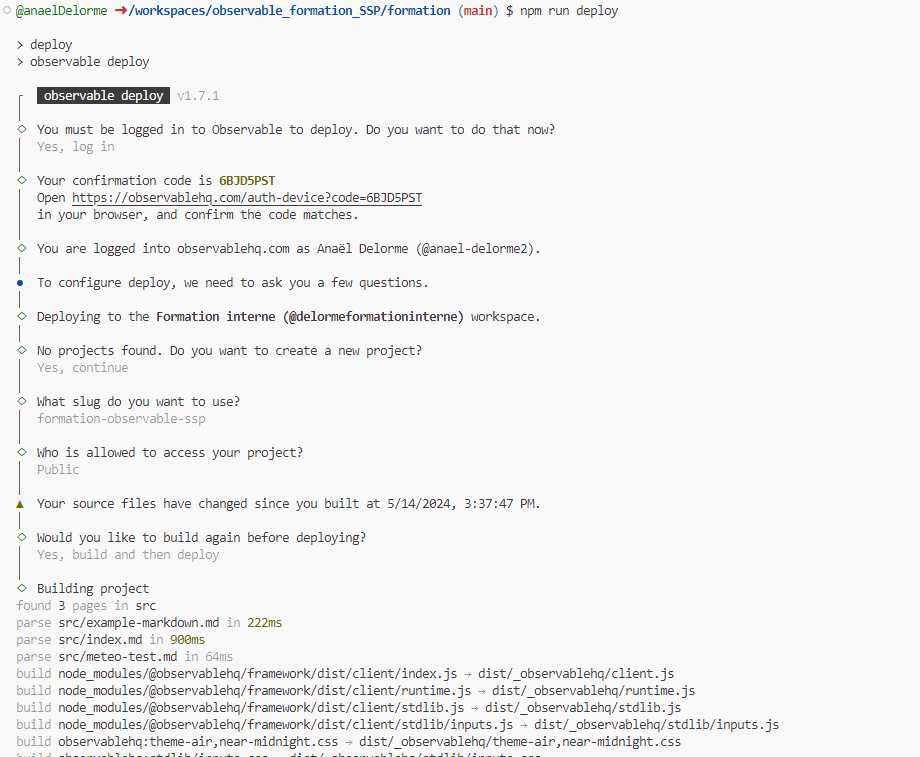 @anaelDelorme ➜/workspaces/observable_formation_SSP/formation (main) $ npm run deploy
> deploy
> observable deploy
observable deploy v1.7.1
You must be logged in to Observable to deploy. Do you want to do that now?
Yes, log in
Your confirmation code is 6BJD5PST
Open https://observablehq.com/auth-device?code=6BJD5PST
in your browser, and confirm the code matches.
You are logged into observablehq.com as Anaël Delorme (@anael-delorme2).
To configure deploy, we need to ask you a few questions.
Deploying to the Formation interne (@delormeformationinterne) workspace.
No projects found. Do you want to create a new project?
Yes, continue
What slug do you want to use?
formation-observable-ssp
Who is allowed to access your project?
Public
Your source files have changed since you built at 5/14/2024, 3:37:47 PM.
Would you like to build again before deploying?
Yes, build and then deploy
Building project
found 3 pages in src
parse src/example-markdown.md in 222ms
parse src/index.md in 900ms
parse src/meteo-test.md in 64ms
build node_modules/@observablehq/framework/dist/client/index.js → dist/_observablehq/client.js
build node_modules/@observablehq/framework/dist/client/runtime.js → dist/_observablehq/runtime.js
build node_modules/@observablehq/framework/dist/client/stdlib.js → dist/_observablehq/stdlib.js
build node_modules/@observablehq/framework/dist/client/stdlib/inputs.js → dist/_observablehq/stdlib/inputs.js
build observablehq:theme-air,near-midnight.css → dist/_observablehq/theme-air,near-midnight.css